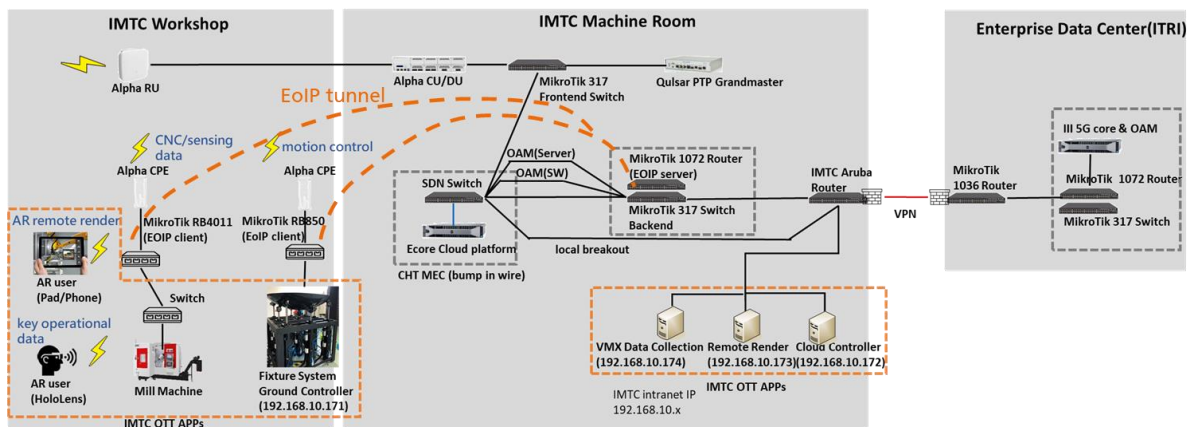 IMTC Workshop
IMTC Machine Room
Enterprise Data Center(ITRI)
Alpha RU
Alpha CU/DU
MikroTik 317
Frontend Switch
Qulsar PTP Grandmaster
EoIP tunnel
CNC/sensing
data
motion control
Alpha CPE
Alpha CPE
OAM(Server)
OAM(SW)
MikroTik 1072 Router
(EOIP server)
III 5G core & OAM
SDN Switch
IMTC Aruba
Router
MikroTik
1036 Router
MikroTik 1072 Router
VPN
AR remote render
MikroTik RB4011
(EOIP client)
MikroTik RB850
(EoIP client)
MikroTik 317 Switch
Backend
MikroTik 317 Switch
Ecore Cloud platform
local breakout
CHT MEC (bump in wire)
AR user
(Pad/Phone)
Switch
key operational
data
VMX Data Collection
(192.168.10.174)
Remote Render
(192.168.10.173)
Cloud Controller
(192.168.10.172)
AR user
(HoloLens)
Mill Machine
Fixture System
Ground Controller
(192.168.10.171)
IMTC OTT APPs
IMTC intranet IP
192.168.10.x
IMTC OTT APPs